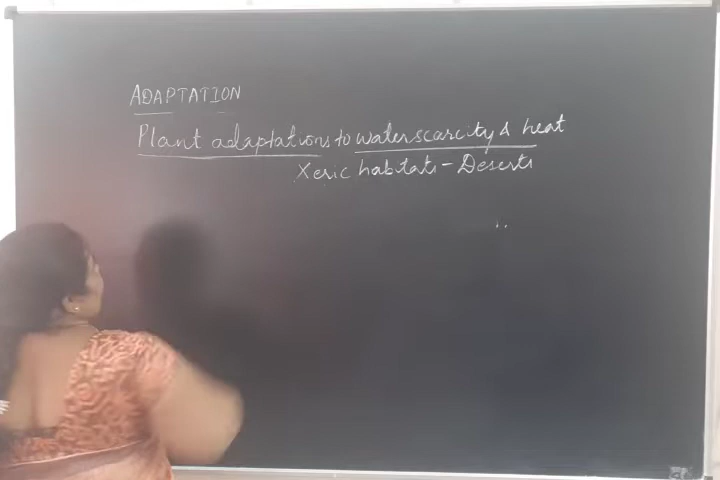 ADAPTATION
Plant adaptations to water scarcity & heat
Xeric habitats - Deserts